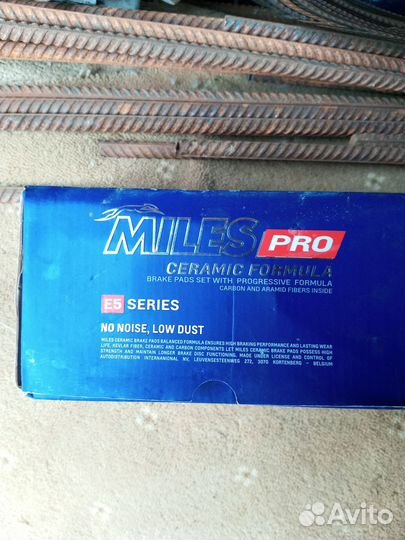 MILES PRO
CERAMIC FORMULA
BRAKE PADS SET WITH PROGRESSIVE FORMULA
CARBON AND ARAMID FIBERS INSIDE
E5 SERIES
NO NOISE, LOW DUST
MILES CERAMIC BRAKE PADS BALANCED FORMULA ENSURES HIGH BRAKING PERFORMANCE AND LASTING WEAR
LIFE, KEVLAR FIBER, CERAMIC AND CARBON COMPONENTS LET MILES CERAMIC BRAKE PADS POSSESS HIGH
STRENGTH AND MAINTAIN LONGER BRAKE DISC FUNCTIONING. MADE UNDER LICENSE AND CONTROL OF
AUTODISTRIBUTION INTERNANIONAL NV, LEUVENSESTEENWEG 272, 3070 KORTENBERG - BELGIUM
Avito